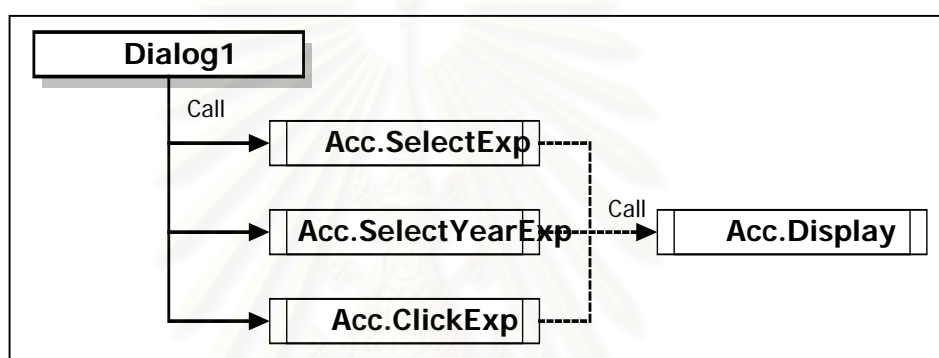 Dialog1
Call
Acc.SelectExp
Acc.SelectYearExp
Call
Acc.Display
Acc.ClickExp